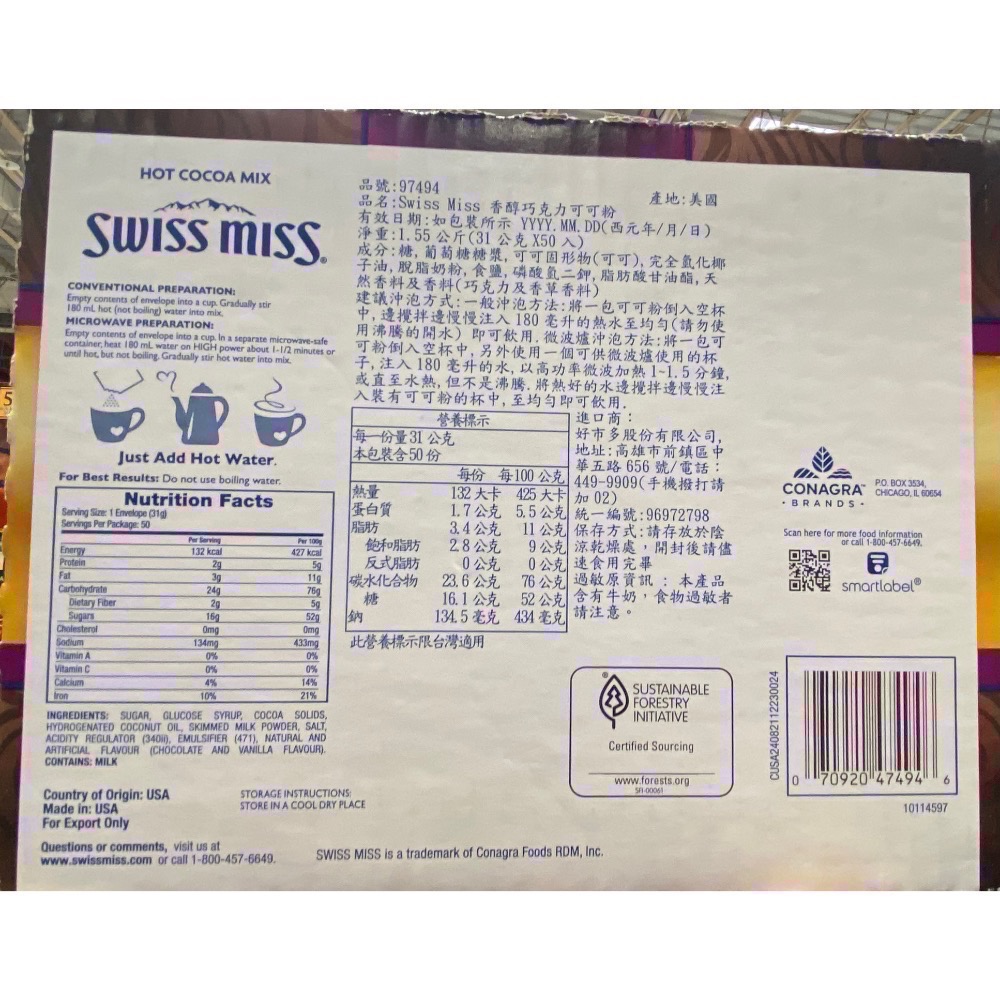 HOT COCOA MIX
SWISS MISS®
CONVENTIONAL PREPARATION:
Empty contents of envelope into a cup. Gradually stir
180 mL hot (not boiling) water into mix.
MICROWAVE PREPARATION:
Empty contents of envelope into a cup. In a separate microwave-safe
container, heat 180 mL water on HIGH power about 1-1/2 minutes or
until hot, but not boiling. Gradually stir hot water into mix.
Just Add Hot Water.
For Best Results: Do not use boiling water.
Nutrition Facts
Serving Size: 1 Envelope (31g)
Servings Per Package: 50
Per Serving Per 100g
Energy 132 kcal 427 kcal
Protein 2g 5g
Fat 3g 11g
Carbohydrate 24g 76g
Dietary Fiber 2g 5g
Sugars 16g 52g
Cholesterol 0mg 0mg
Sodium 134mg 433mg
Vitamin A 0% 0%
Vitamin C 0% 0%
Calcium 4% 14%
Iron 10% 21%
INGREDIENTS: SUGAR, GLUCOSE SYRUP, COCOA SOLIDS,
HYDROGENATED COCONUT OIL, SKIMMED MILK POWDER, SALT,
ACIDITY REGULATOR (340ii), EMULSIFIER (471), NATURAL AND
ARTIFICIAL FLAVOUR (CHOCOLATE AND VANILLA FLAVOUR).
CONTAINS: MILK
Country of Origin: USA
Made in: USA
For Export Only
STORAGE INSTRUCTIONS:
STORE IN A COOL DRY PLACE
Questions or comments, visit us at
www.swissmiss.com or call 1-800-457-6649.
SWISS MISS is a trademark of Conagra Foods RDM, Inc.
品號:97494
產地:美國
品名:Swiss Miss 香醇巧克力可可粉
有效日期:如包裝所示 YYYY.MM.DD(西元年/月/日)
淨重:1.55 公斤(31 公克 X50 入)
成分:糖,葡萄糖糖漿,可可固形物(可可),完全氫化椰
子油,脫脂奶粉,食鹽,磷酸氫二鉀,脂肪酸甘油酯,天
然香料及香料(巧克力及香草香料)
建議沖泡方式:一般沖泡方法:將一包可可粉倒入空杯
中,邊攪拌邊慢慢注入 180 毫升的熱水至均勻(請勿使
用沸騰的開水) 即可飲用.微波爐沖泡方法:將一包可
可粉倒入空杯中,另外使用一個可供微波爐使用的杯
子,注入 180 毫升的水,以高功率微波加熱 1~1.5 分鐘,
或直至水熱,但不是沸騰.將熱好的水邊攪拌邊慢慢注
入裝有可可粉的杯中,至均勻即可飲用.
營養標示
每一份量31 公克
本包裝含50 份
每份 每100 公克
熱量 132 大卡 425 大卡
蛋白質 1.7 公克 5.5 公克
脂肪 3.4 公克 11 公克
飽和脂肪 2.8 公克 9 公克
反式脂肪 0 公克 0 公克
碳水化合物 23.6 公克 76 公克
糖 16.1 公克 52 公克
鈉 134.5 毫克 434 毫克
此營養標示限台灣適用
進口商:
好市多股份有限公司,
地址:高雄市前鎮區中
華五路 656 號/電話:
449-9909(手機撥打請
加 02)
統一編號:96972798
保存方式:請存放於陰
涼乾燥處,開封後請儘
速食用完畢
過敏原資訊 : 本產品
含有牛奶,食物過敏者
請注意。
CONAGRA™
· BRANDS ·
P.O. BOX 3534,
CHICAGO, IL 60654
Scan here for more food information
or call 1-800-457-6649.
smartlabel®
SUSTAINABLE
FORESTRY
INITIATIVE
Certified Sourcing
www.forests.org
SFI-00061
CUSA24082112230024
0 70920 47494 6
10114597
5